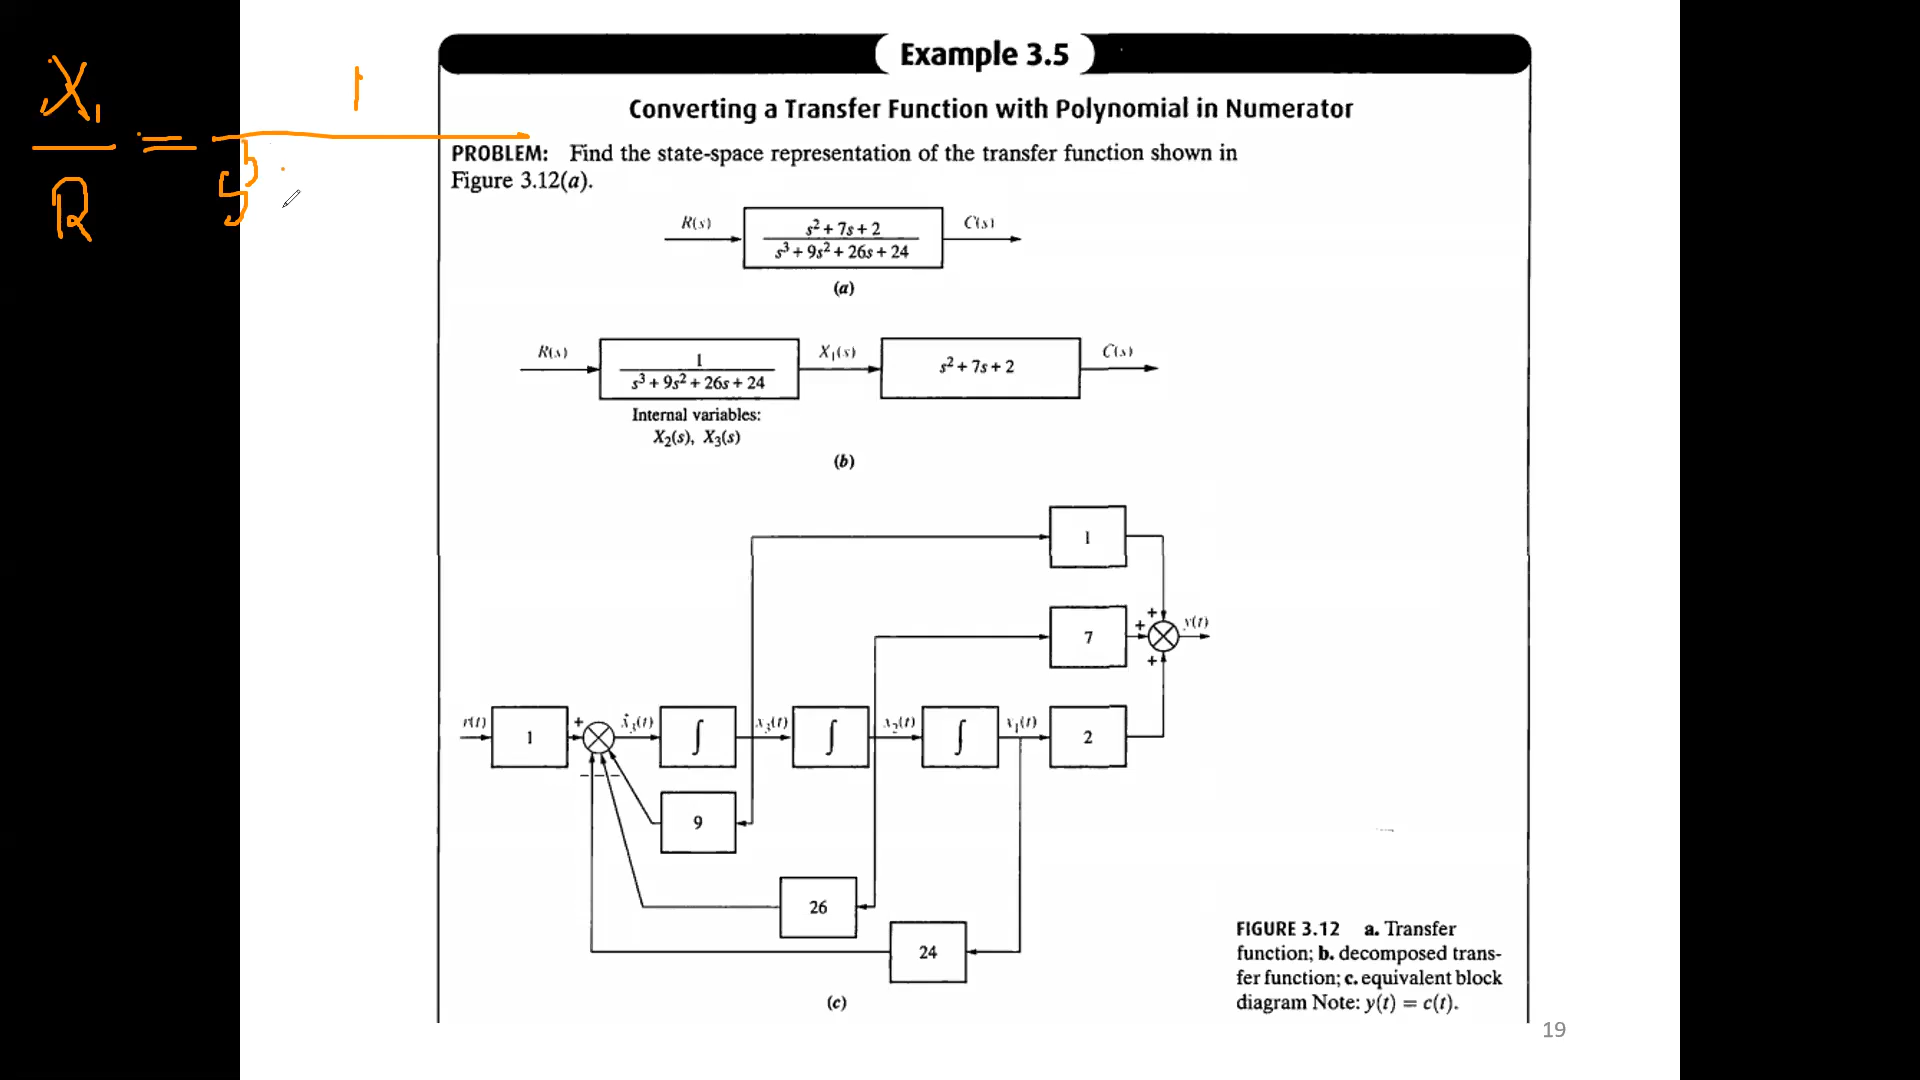 Example 3.5
Converting a Transfer Function with Polynomial in Numerator
X₁
R
=
1
s³
PROBLEM: Find the state-space representation of the transfer function shown in
Figure 3.12(a).
R(s)
s² + 7s + 2
s³ + 9s² + 26s + 24
C(s)
(a)
R(s)
1
s³ + 9s² + 26s + 24
X₁(s)
s² + 7s + 2
C(s)
Internal variables:
X₂(s), X₃(s)
(b)
1
7
+
+
+
y(t)
r(t)
1
+
ẋ₃(t)
∫
x₃(t)
∫
x₂(t)
∫
x₁(t)
2
− − −
9
26
24
(c)
FIGURE 3.12 a. Transfer
function; b. decomposed trans-
fer function; c. equivalent block
diagram Note: y(t) = c(t).
19